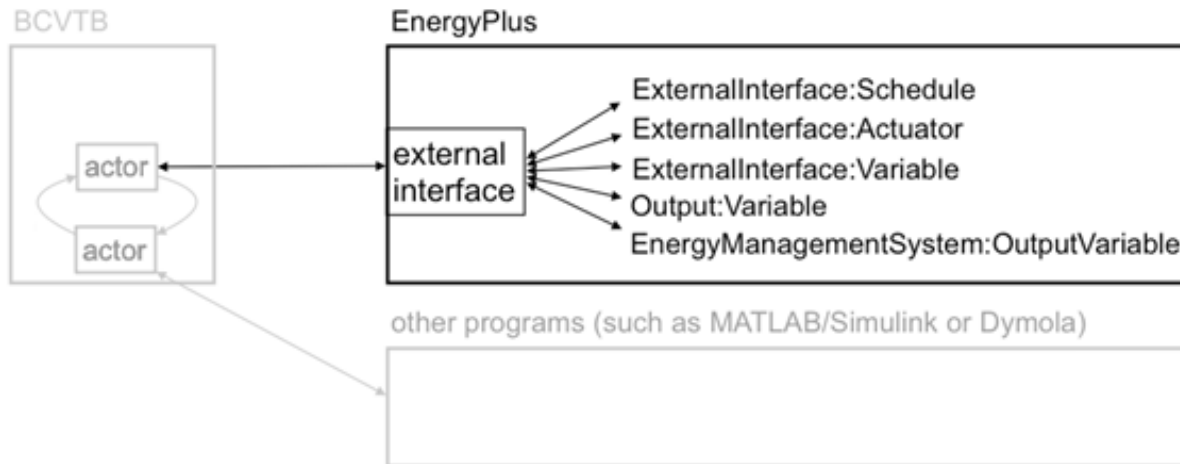 BCVTB
EnergyPlus
actor
actor
external
interface
ExternalInterface:Schedule
ExternalInterface:Actuator
ExternalInterface:Variable
Output:Variable
EnergyManagementSystem:OutputVariable
other programs (such as MATLAB/Simulink or Dymola)